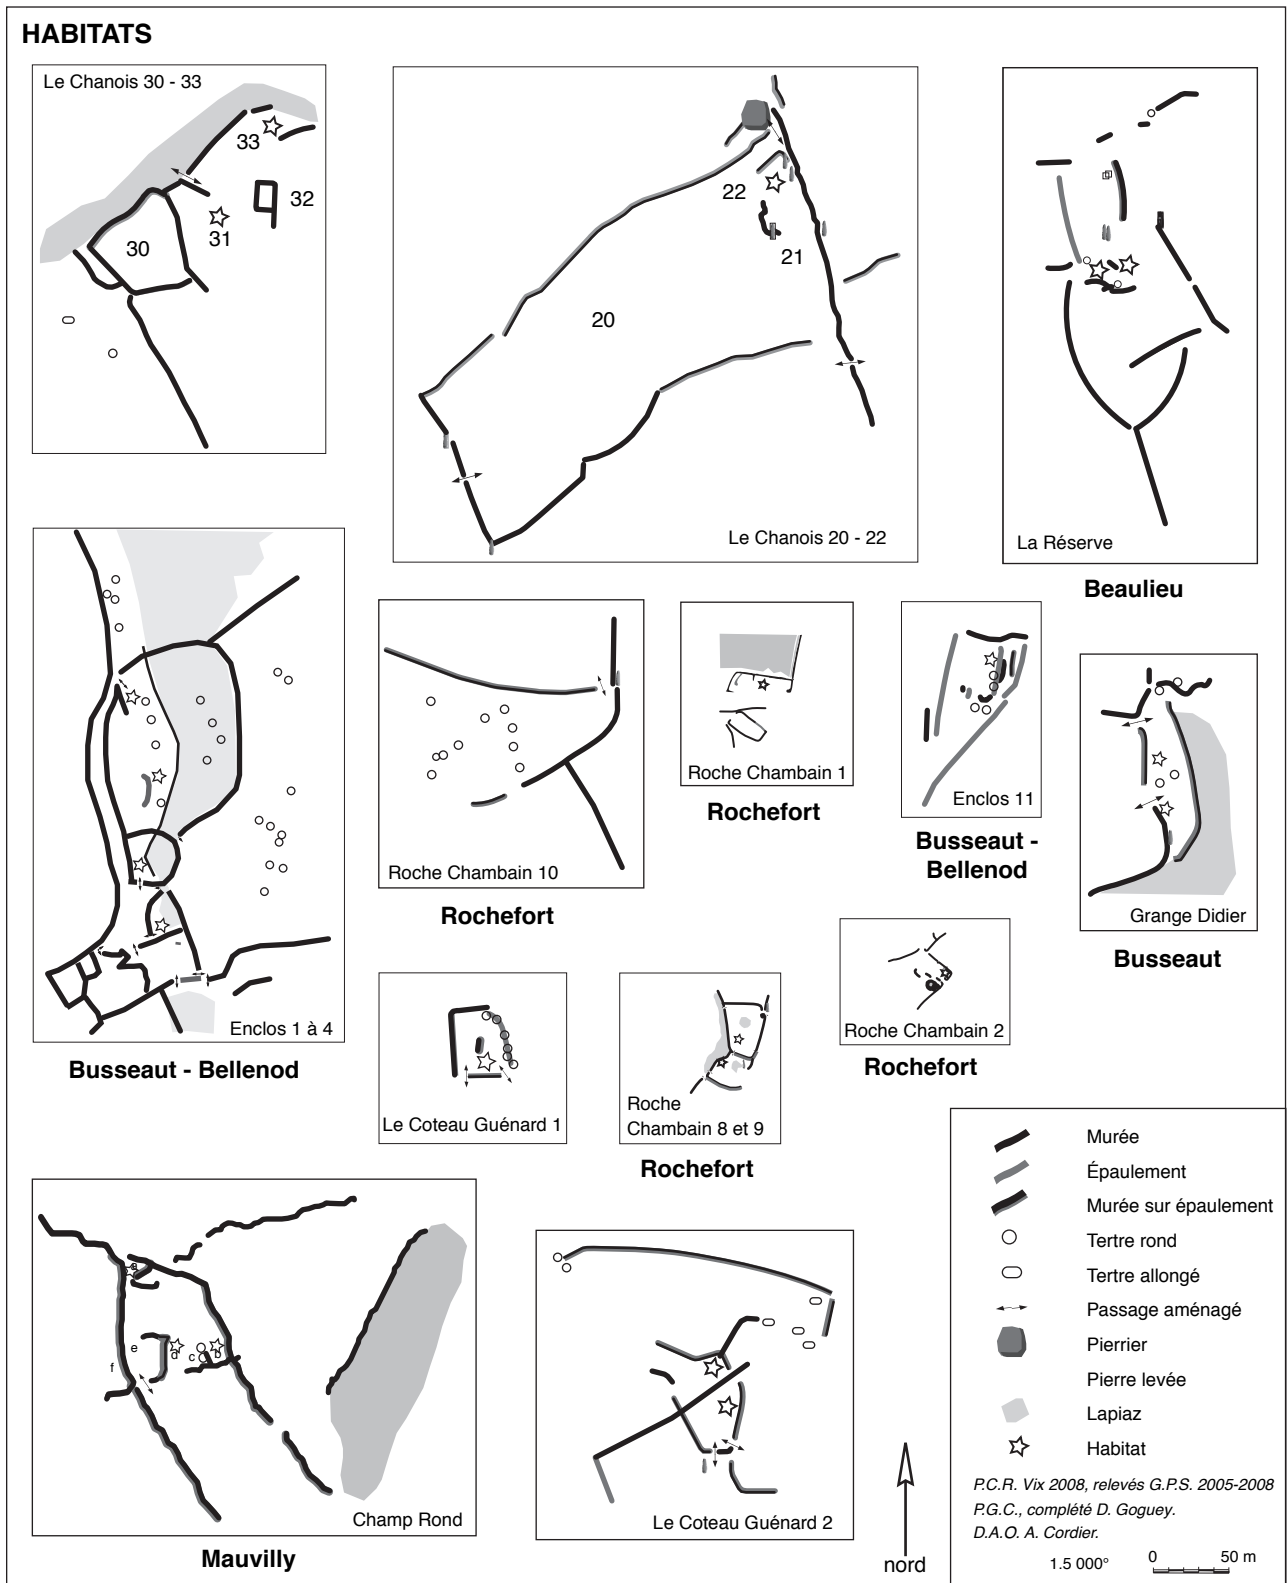 HABITATS
Le Chanois 30 - 33
33
32
31
30
22
21
20
Le Chanois 20 - 22
La Réserve
Beaulieu
Enclos 1 à 4
Busseaut - Bellenod
Roche Chambain 10
Rochefort
Roche Chambain 1
Rochefort
Enclos 11
Busseaut -
Bellenod
Grange Didier
Busseaut
Le Coteau Guénard 1
Roche
Chambain 8 et 9
Rochefort
Roche Chambain 2
Rochefort
a
e
d
c
b
f
Champ Rond
Mauvilly
Le Coteau Guénard 2
nord
Murée
Épaulement
Murée sur épaulement
Tertre rond
Tertre allongé
Passage aménagé
Pierrier
Pierre levée
Lapiaz
Habitat
P.C.R. Vix 2008, relevés G.P.S. 2005-2008
P.G.C., complété D. Goguey.
D.A.O. A. Cordier.
1.5 000°
0
50 m